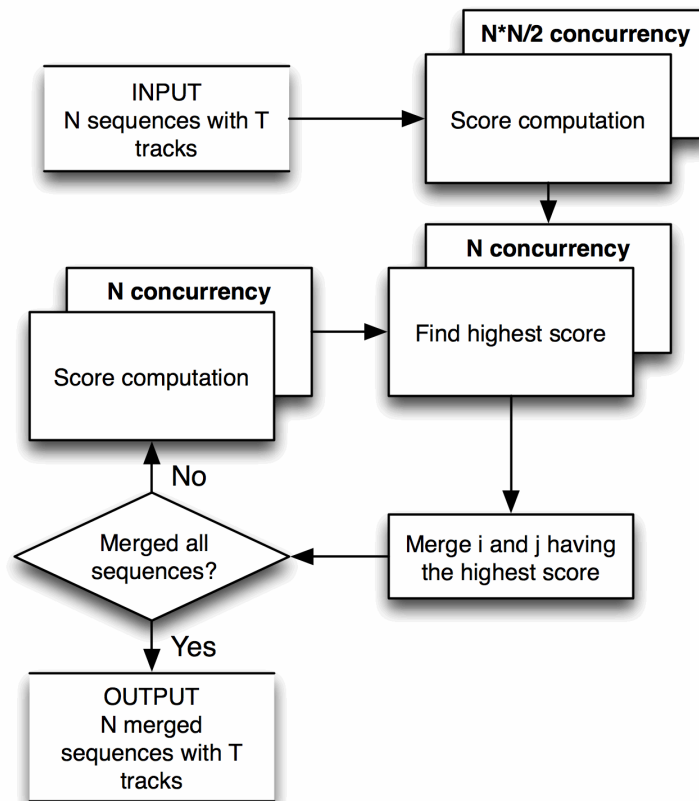 N*N/2 concurrency
INPUT
N sequences with T
tracks
Score computation
N concurrency
Find highest score
N concurrency
Score computation
No
Merged all
sequences?
Merge i and j having
the highest score
Yes
OUTPUT
N merged
sequences with T
tracks